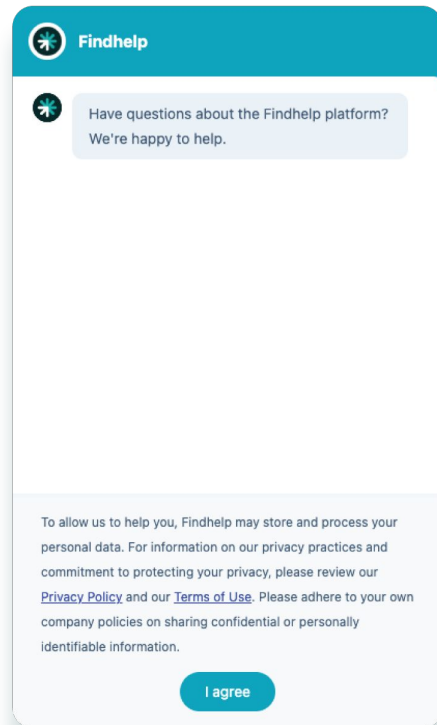 Findhelp
Have questions about the Findhelp platform?
We're happy to help.
To allow us to help you, Findhelp may store and process your
personal data. For information on our privacy practices and
commitment to protecting your privacy, please review our
Privacy Policy and our Terms of Use. Please adhere to your own
company policies on sharing confidential or personally
identifiable information.
I agree